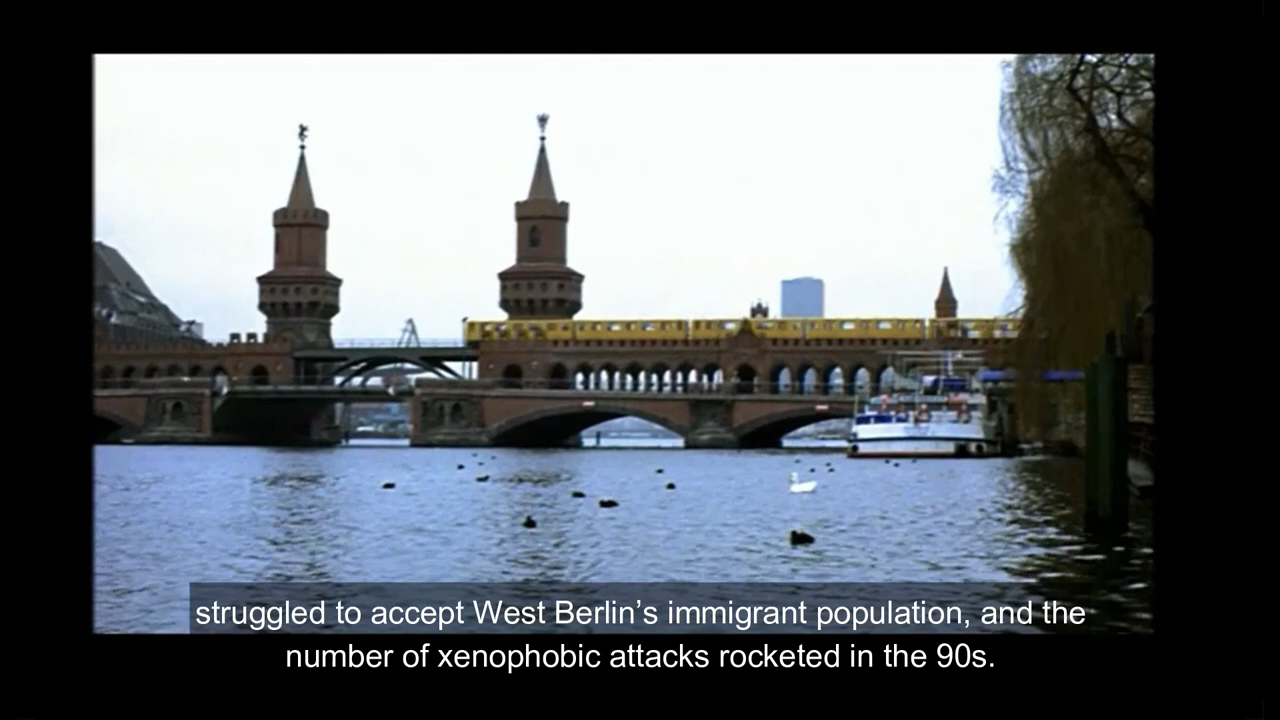 struggled to accept West Berlin’s immigrant population, and the
number of xenophobic attacks rocketed in the 90s.